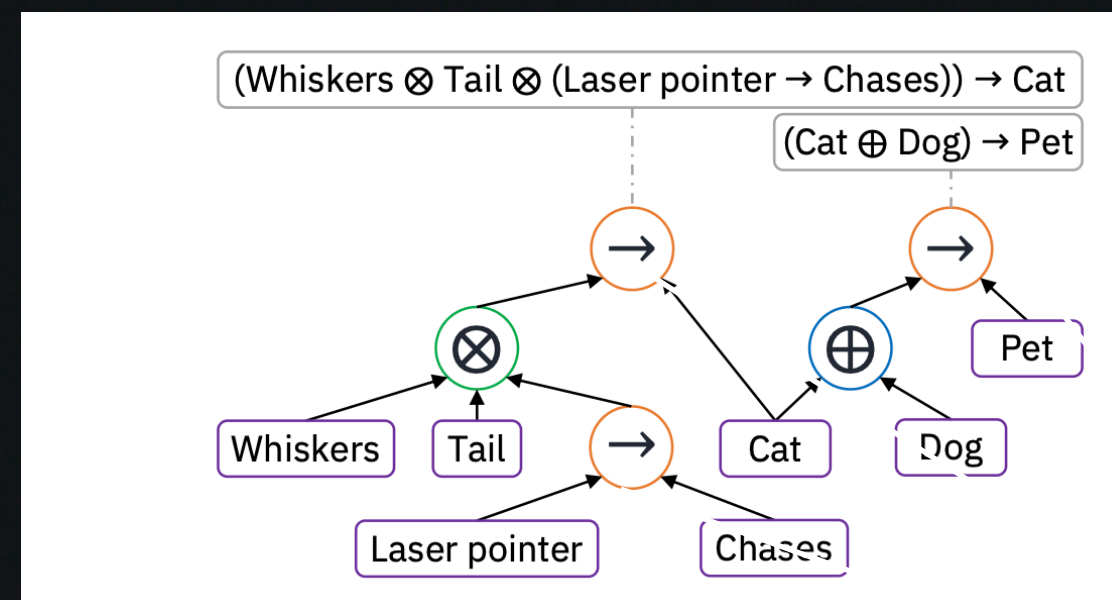 (Whiskers ⊗ Tail ⊗ (Laser pointer → Chases)) → Cat
(Cat ⊕ Dog) → Pet
→
→
⊗
⊕
Pet
Whiskers
Tail
→
Cat
Dog
Laser pointer
Chases